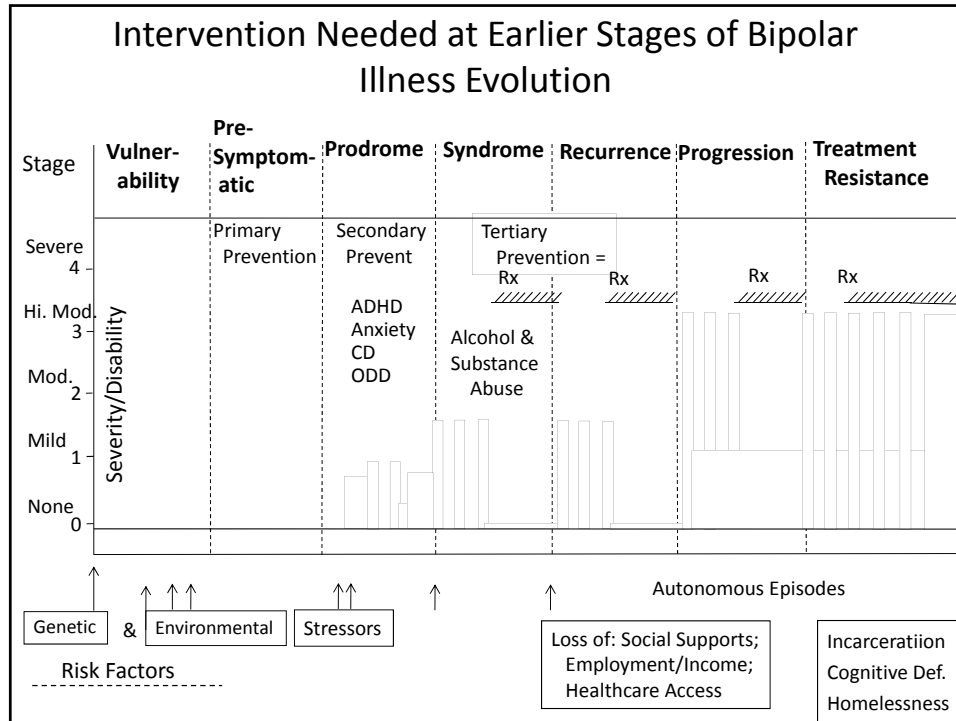 Intervention Needed at Earlier Stages of Bipolar
Illness Evolution
Stage
Vulner-
ability
Pre-
Symptom-
atic
Prodrome
Syndrome
Recurrence
Progression
Treatment
Resistance
Severe
4
Hi. Mod.
3
Mod.
2
Mild
1
None
0
Severity/Disability
Primary
Prevention
Secondary
Prevent
ADHD
Anxiety
CD
ODD
Tertiary
Prevention =
Rx
Rx
Rx
Rx
Alcohol &
Substance
Abuse
Autonomous Episodes
Genetic
&
Environmental
Stressors
Risk Factors
Loss of: Social Supports;
Employment/Income;
Healthcare Access
Incarceratiion
Cognitive Def.
Homelessness